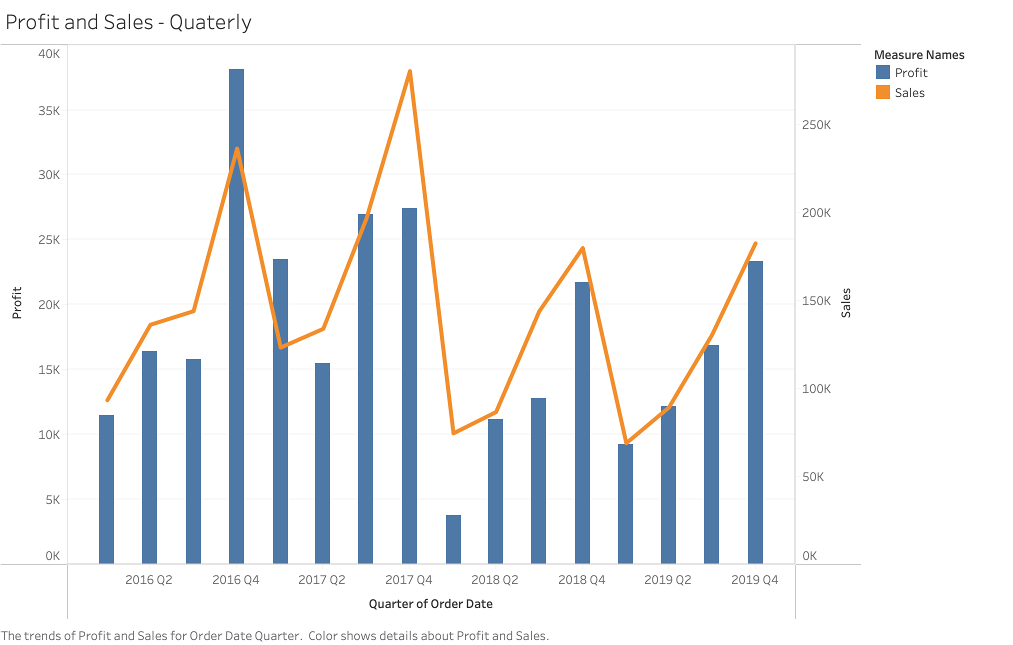 Profit and Sales - Quaterly
Measure Names
Profit
Sales
40K
35K
30K
25K
20K
15K
10K
5K
0K
Profit
250K
200K
150K
100K
50K
0K
Sales
2016 Q2 2016 Q4 2017 Q2 2017 Q4 2018 Q2 2018 Q4 2019 Q2 2019 Q4
Quarter of Order Date
The trends of Profit and Sales for Order Date Quarter. Color shows details about Profit and Sales.